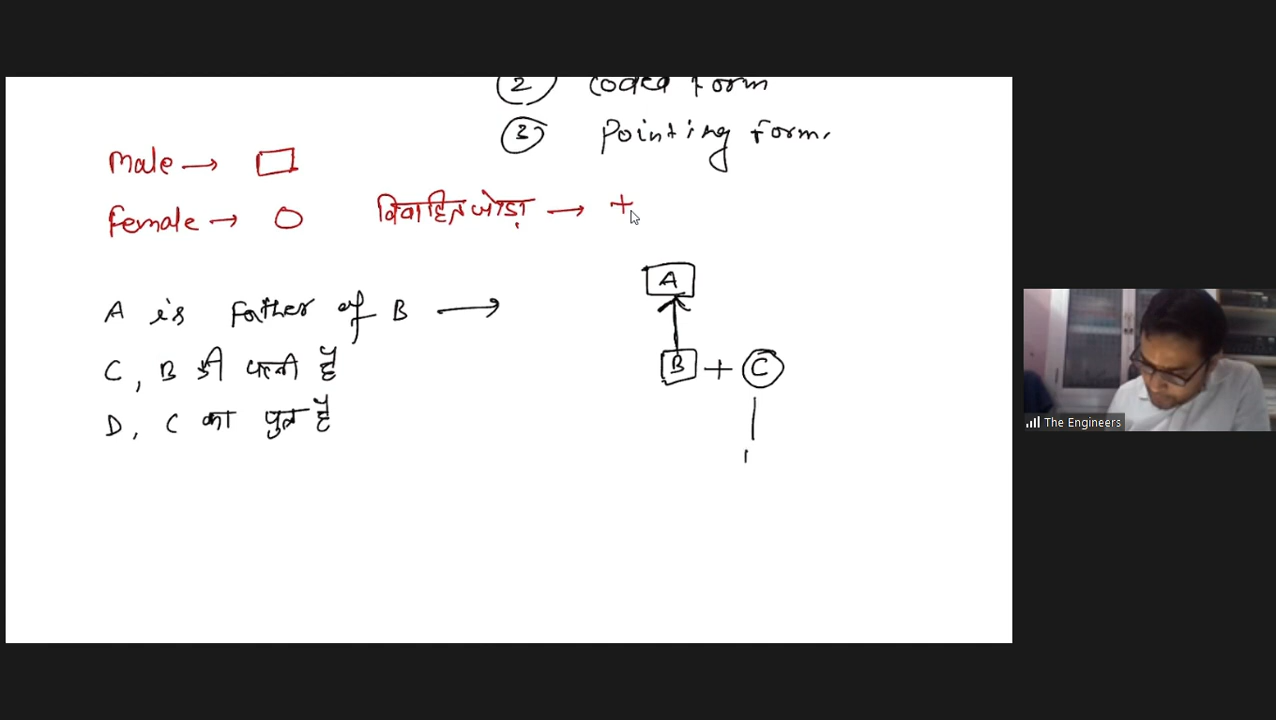 ② Coded Form
③ Pointing Form.
Male → □
Female → ○ विवाहित जोडा़ → +
A is Father of B →
C, B की पत्नी है
D, C का पुत्र है
A
B + C
The Engineers